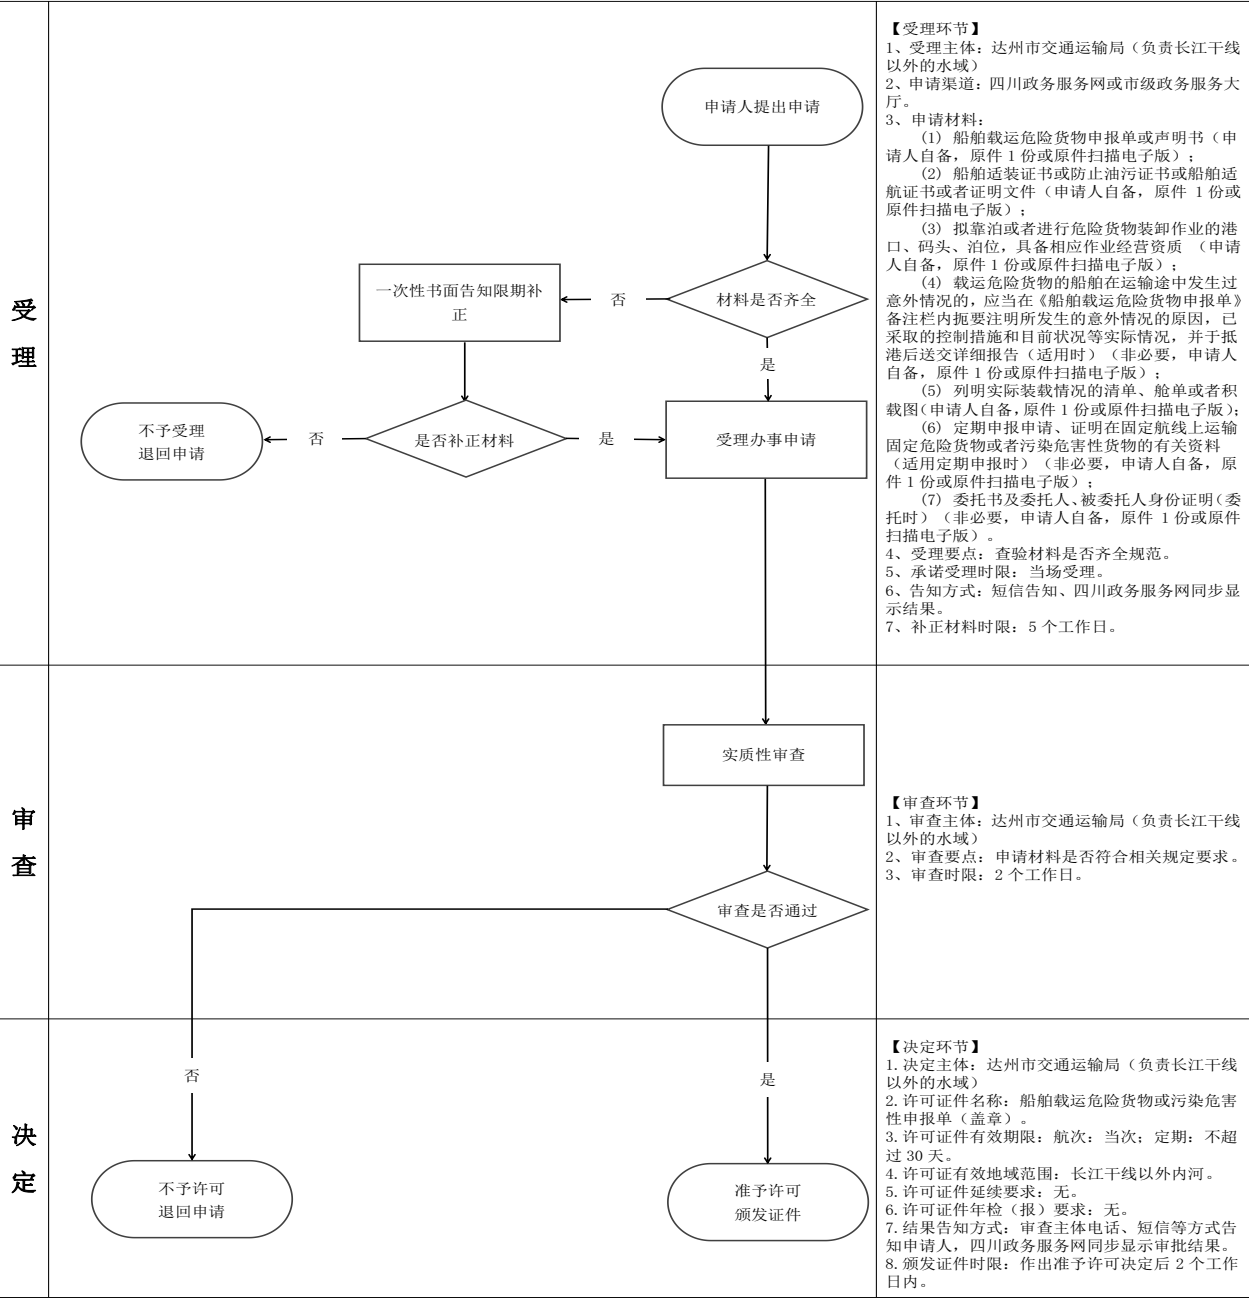 受
理
申请人提出申请
材料是否齐全
否
一次性书面告知限期补
正
是
是否补正材料
否
不予受理
退回申请
是
受理办事申请
【受理环节】
1、受理主体：达州市交通运输局（负责长江干线
以外的水域）
2、申请渠道：四川政务服务网或市级政务服务大
厅。
3、申请材料：
(1) 船舶载运危险货物申报单或声明书（申
请人自备，原件 1 份或原件扫描电子版）；
(2) 船舶适装证书或防止油污证书或船舶适
航证书或者证明文件（申请人自备，原件 1 份或
原件扫描电子版）；
(3) 拟靠泊或者进行危险货物装卸作业的港
口、码头、泊位，具备相应作业经营资质 （申请
人自备，原件 1 份或原件扫描电子版）；
(4) 载运危险货物的船舶在运输途中发生过
意外情况的，应当在《船舶载运危险货物申报单》
备注栏内扼要注明所发生的意外情况的原因，已
采取的控制措施和目前状况等实际情况，并于抵
港后送交详细报告（适用时）（非必要，申请人
自备，原件 1 份或原件扫描电子版）；
(5) 列明实际装载情况的清单、舱单或者积
载图（申请人自备，原件 1 份或原件扫描电子版）；
(6) 定期申报申请、证明在固定航线上运输
固定危险货物或者污染危害性货物的有关资料
（适用定期申报时）（非必要，申请人自备，原
件 1 份或原件扫描电子版）；
(7) 委托书及委托人、被委托人身份证明（委
托时）（非必要，申请人自备，原件 1 份或原件
扫描电子版）。
4、受理要点：查验材料是否齐全规范。
5、承诺受理时限：当场受理。
6、告知方式：短信告知、四川政务服务网同步显
示结果。
7、补正材料时限：5 个工作日。
审
查
实质性审查
审查是否通过
【审查环节】
1、审查主体：达州市交通运输局（负责长江干线
以外的水域）
2、审查要点：申请材料是否符合相关规定要求。
3、审查时限：2 个工作日。
决
定
否
是
不予许可
退回申请
准予许可
颁发证件
【决定环节】
1.决定主体：达州市交通运输局（负责长江干线
以外的水域）
2.许可证件名称：船舶载运危险货物或污染危害
性申报单（盖章）。
3.许可证件有效期限：航次：当次；定期：不超
过 30 天。
4.许可证有效地域范围：长江干线以外内河。
5.许可证件延续要求：无。
6.许可证件年检（报）要求：无。
7.结果告知方式：审查主体电话、短信等方式告
知申请人，四川政务服务网同步显示审批结果。
8.颁发证件时限：作出准予许可决定后 2 个工作
日内。